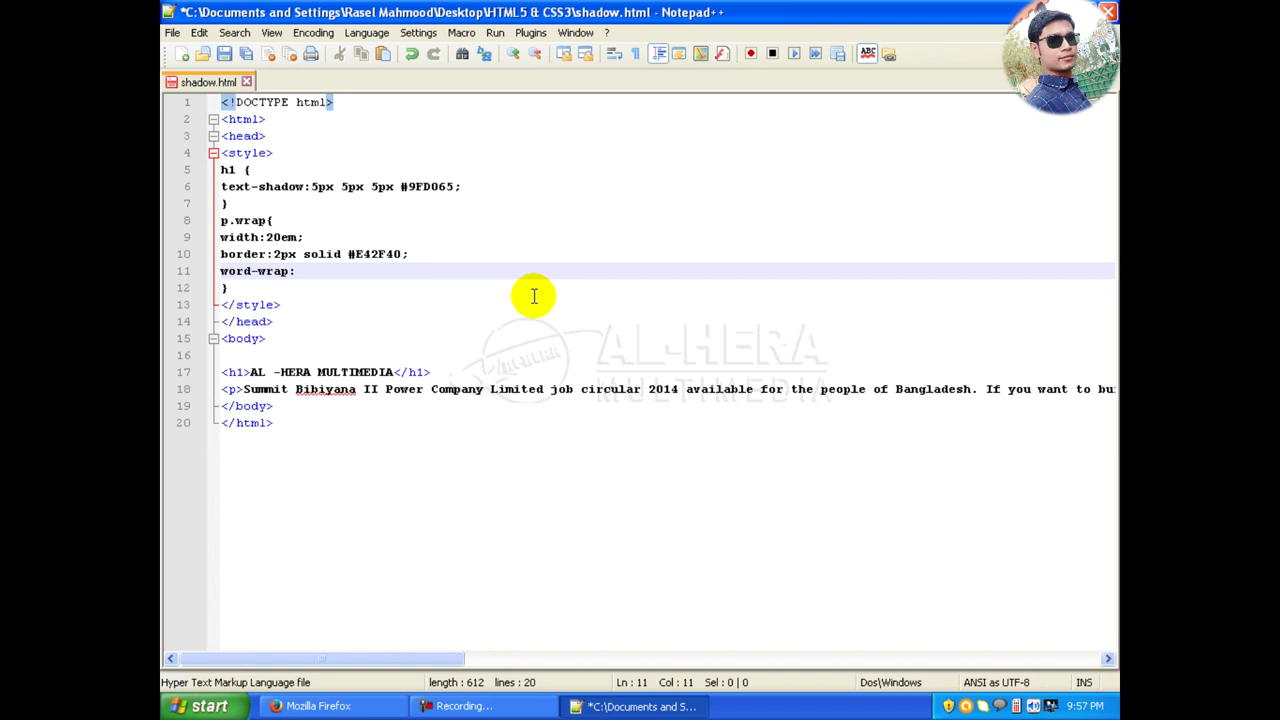 *C:\Documents and Settings\Rasel Mahmood\Desktop\HTML5 & CSS3\shadow.html - Notepad++
File Edit Search View Encoding Language Settings Macro Run Plugins Window ?
ABC
shadow.html
1 <!DOCTYPE html>
2 <html>
3 <head>
4 <style>
5 h1 {
6 text-shadow:5px 5px 5px #9FD065;
7 }
8 p.wrap{
9 width:20em;
10 border:2px solid #E42F40;
11 word-wrap:
12 }
13 </style>
14 </head>
15 <body>
16
17 <h1>AL -HERA MULTIMEDIA</h1>
18 <p>Summit Bibiyana II Power Company Limited job circular 2014 available for the people of Bangladesh. If you want to bu
19 </body>
20 </html>
AL-HERA
AL-HERA
MULTIMEDIA
Hyper Text Markup Language file length : 612 lines : 20 Ln : 11 Col : 11 Sel : 0 | 0 Dos\Windows ANSI as UTF-8 INS
start Mozilla Firefox Recording... *C:\Documents and S... 9:57 PM